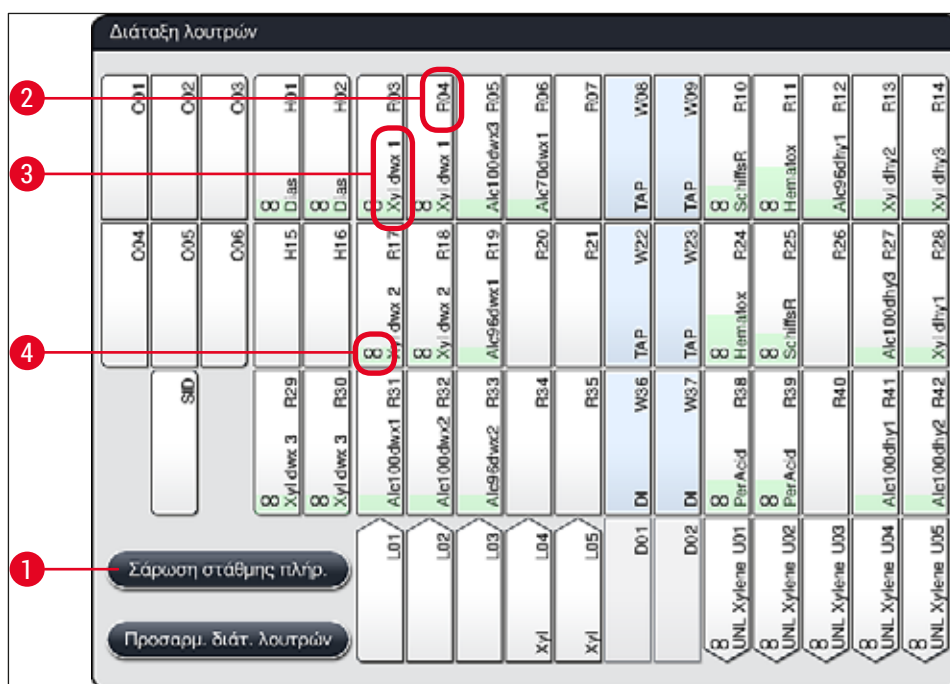 Διάταξη λουτρών
O01
O02
O03
H01
Dias
H02
Dias
R03
Xyl dwx 1
R04
Xyl dwx 1
R05
Alc100dwx3
R06
Alc70dwx1
R07
W08
TAP
W09
TAP
R10
SchiffsR
R11
Hematox
R12
Alc96dhy1
R13
Xyl dhy2
R14
Xyl dhy3
O04
O05
O06
H15
H16
R17
Xyl dwx 2
R18
Xyl dwx 2
R19
Alc96dwx1
R20
R21
W22
TAP
W23
TAP
R24
Hematox
R25
SchiffsR
R26
R27
Alc100dhy3
R28
Xyl dhy1
SID
R29
Xyl dwx 3
R30
Xyl dwx 3
R31
Alc100dwx1
R32
Alc100dwx2
R33
Alc96dwx2
R34
R35
W36
DI
W37
DI
R38
PerAcid
R39
PerAcid
R40
R41
Alc100dhy1
R42
Alc100dhy2
L01
L02
L03
L04
Xyl
L05
Xyl
D01
D02
UNL Xylene U01
UNL Xylene U02
UNL Xylene U03
UNL Xylene U04
UNL Xylene U05
Σάρωση στάθμης πλήρ.
Προσαρμ. διάτ. λουτρών
1
2
3
4